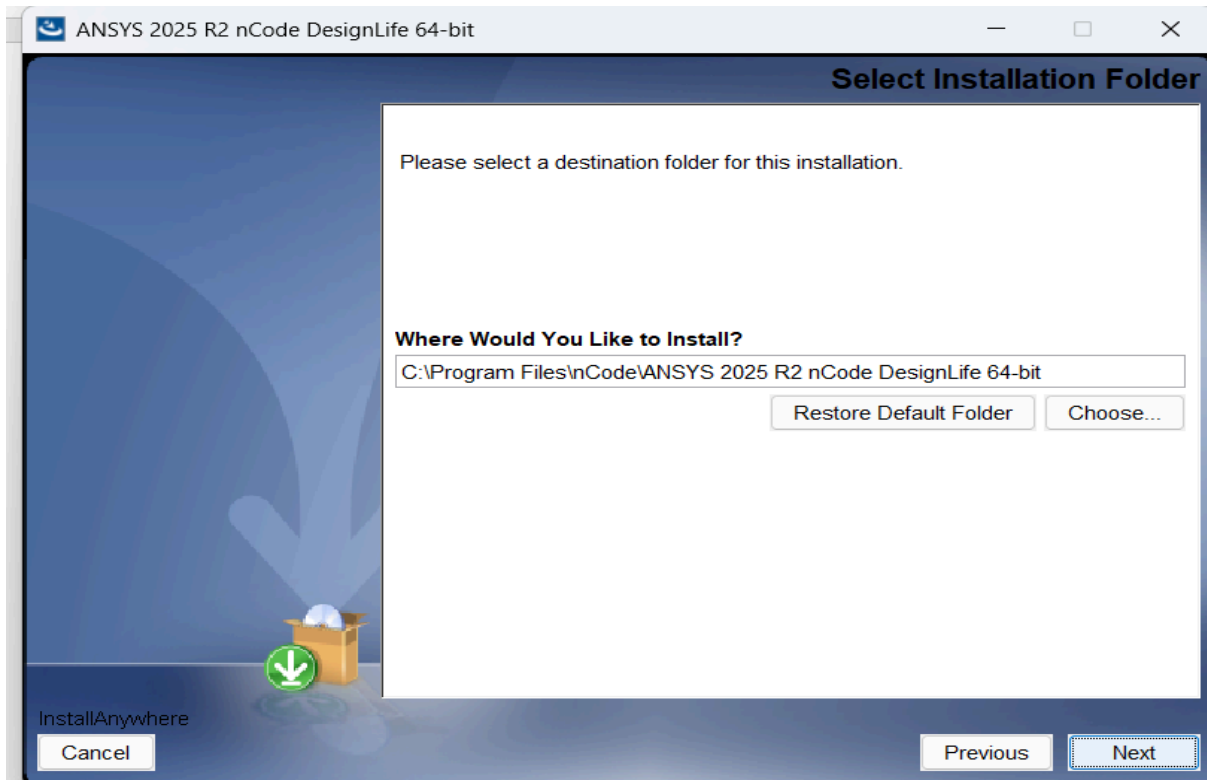 ANSYS 2025 R2 nCode DesignLife 64-bit
Select Installation Folder
Please select a destination folder for this installation.
Where Would You Like to Install?
C:\Program Files\nCode\ANSYS 2025 R2 nCode DesignLife 64-bit
Restore Default Folder
Choose...
InstallAnywhere
Cancel
Previous
Next